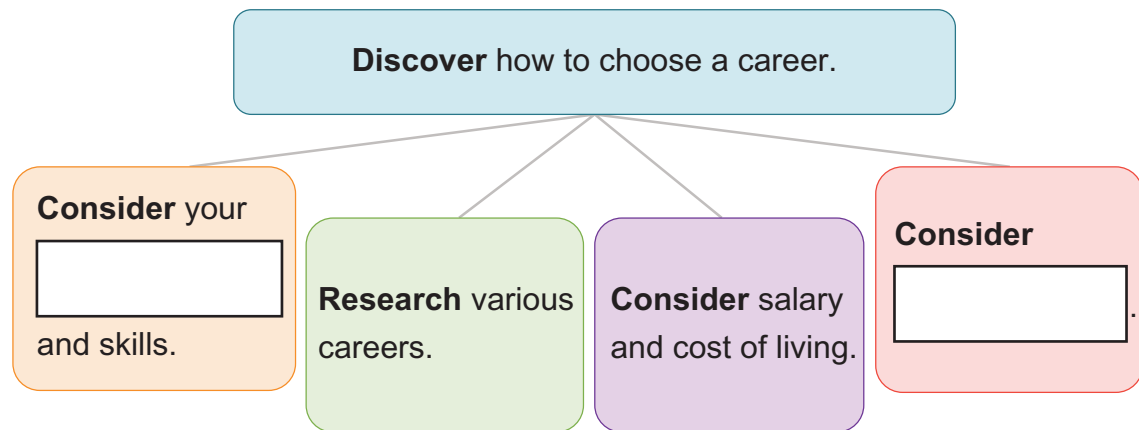 Discover how to choose a career.
Consider your
and skills.
Research various
careers.
Consider salary
and cost of living.
Consider
.